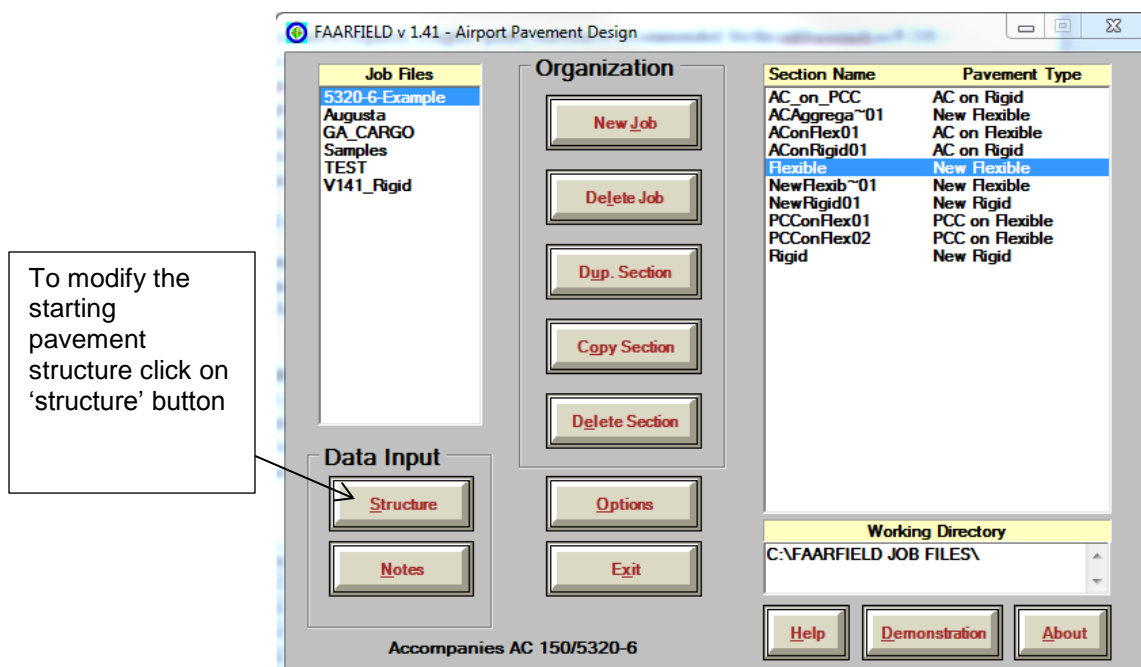 FAARFIELD v 1.41 - Airport Pavement Design
Job Files
5320-6-Example
Augusta
GA_CARGO
Samples
TEST
V141_Rigid
Organization
New Job
Delete Job
Dup. Section
Copy Section
Delete Section
Section Name Pavement Type
AC_on_PCC AC on Rigid
ACAggrega~01 New Flexible
AConFlex01 AC on Flexible
AConRigid01 AC on Rigid
Flexible New Flexible
NewFlexib~01 New Flexible
NewRigid01 New Rigid
PCConFlex01 PCC on Flexible
PCConFlex02 PCC on Flexible
Rigid New Rigid
To modify the
starting
pavement
structure click on
‘structure’ button
Data Input
Structure
Notes
Options
Exit
Working Directory
C:\FAARFIELD JOB FILES\
Help
Demonstration
About
Accompanies AC 150/5320-6